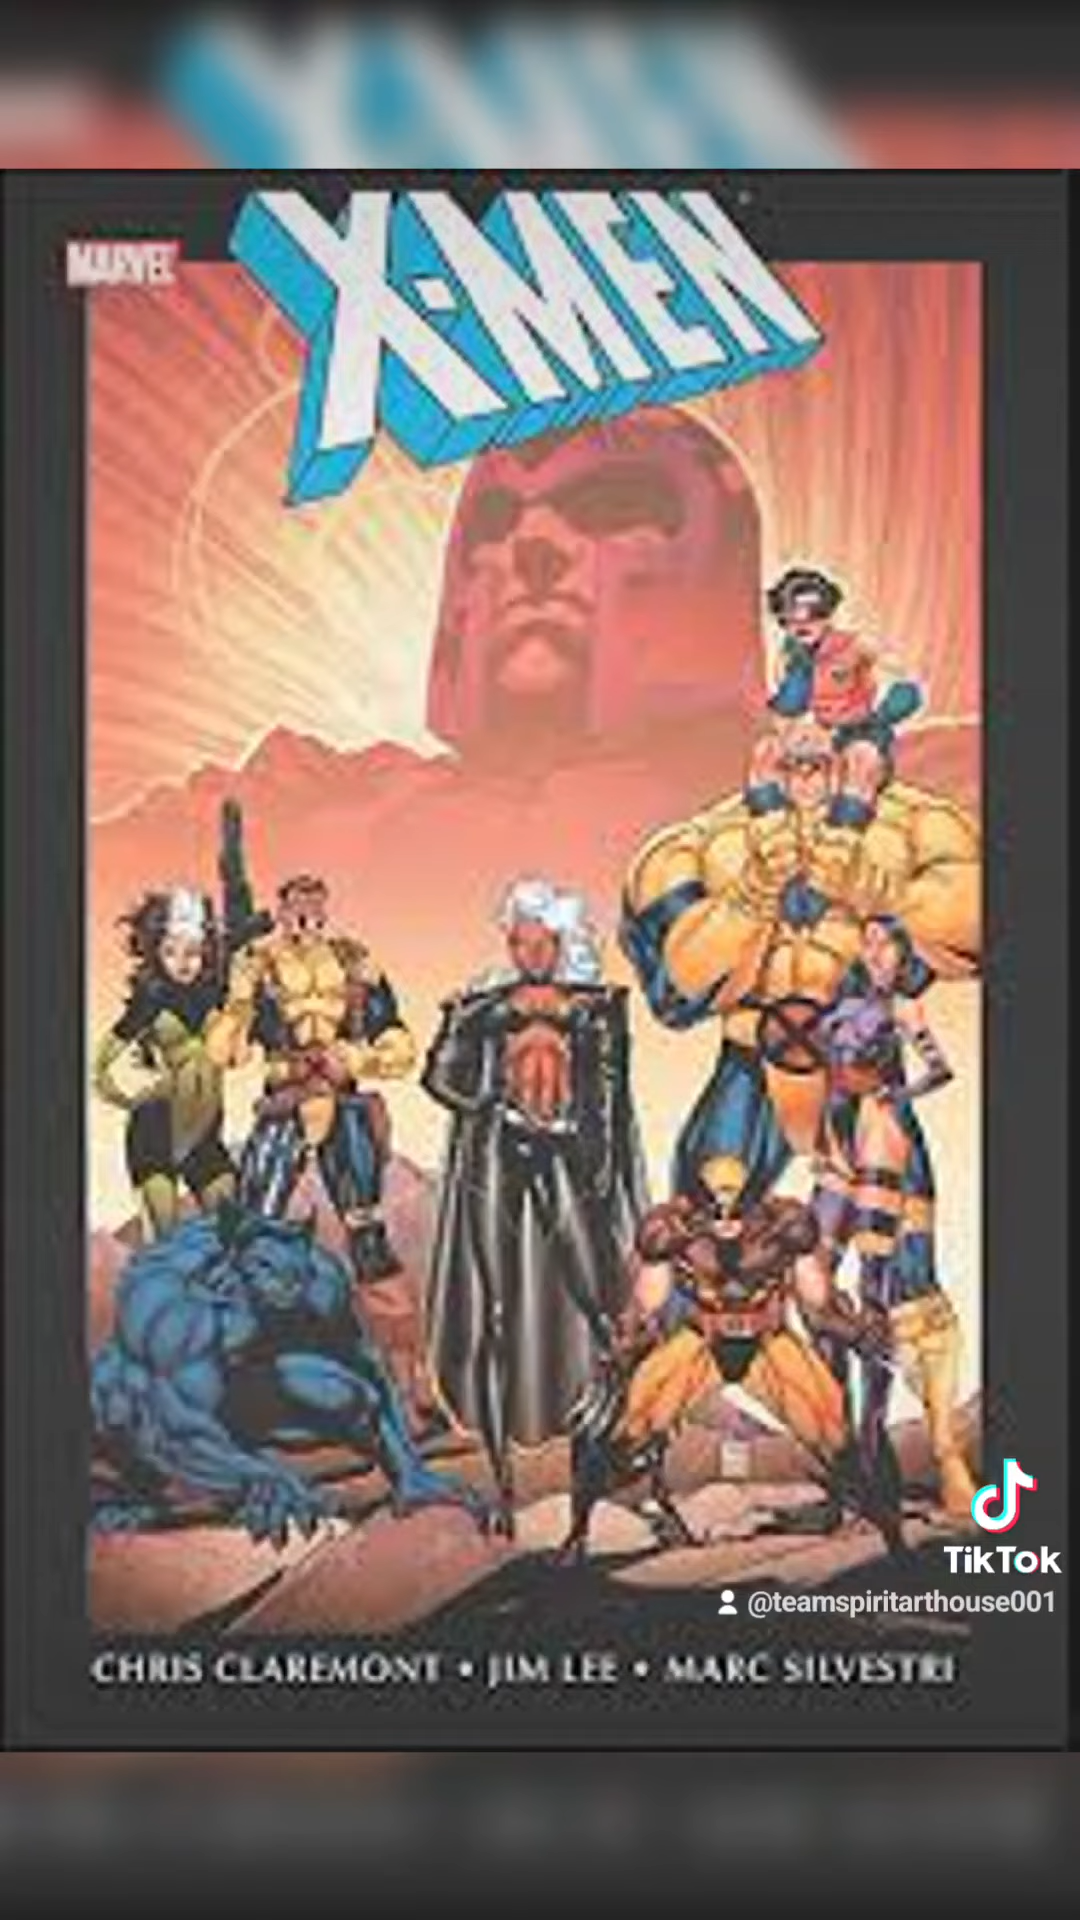 X-MEN
MARVEL
TikTok
@teamspiritarthouse001
CHRIS CLAREMONT • JIM LEE • MARC SILVESTRI